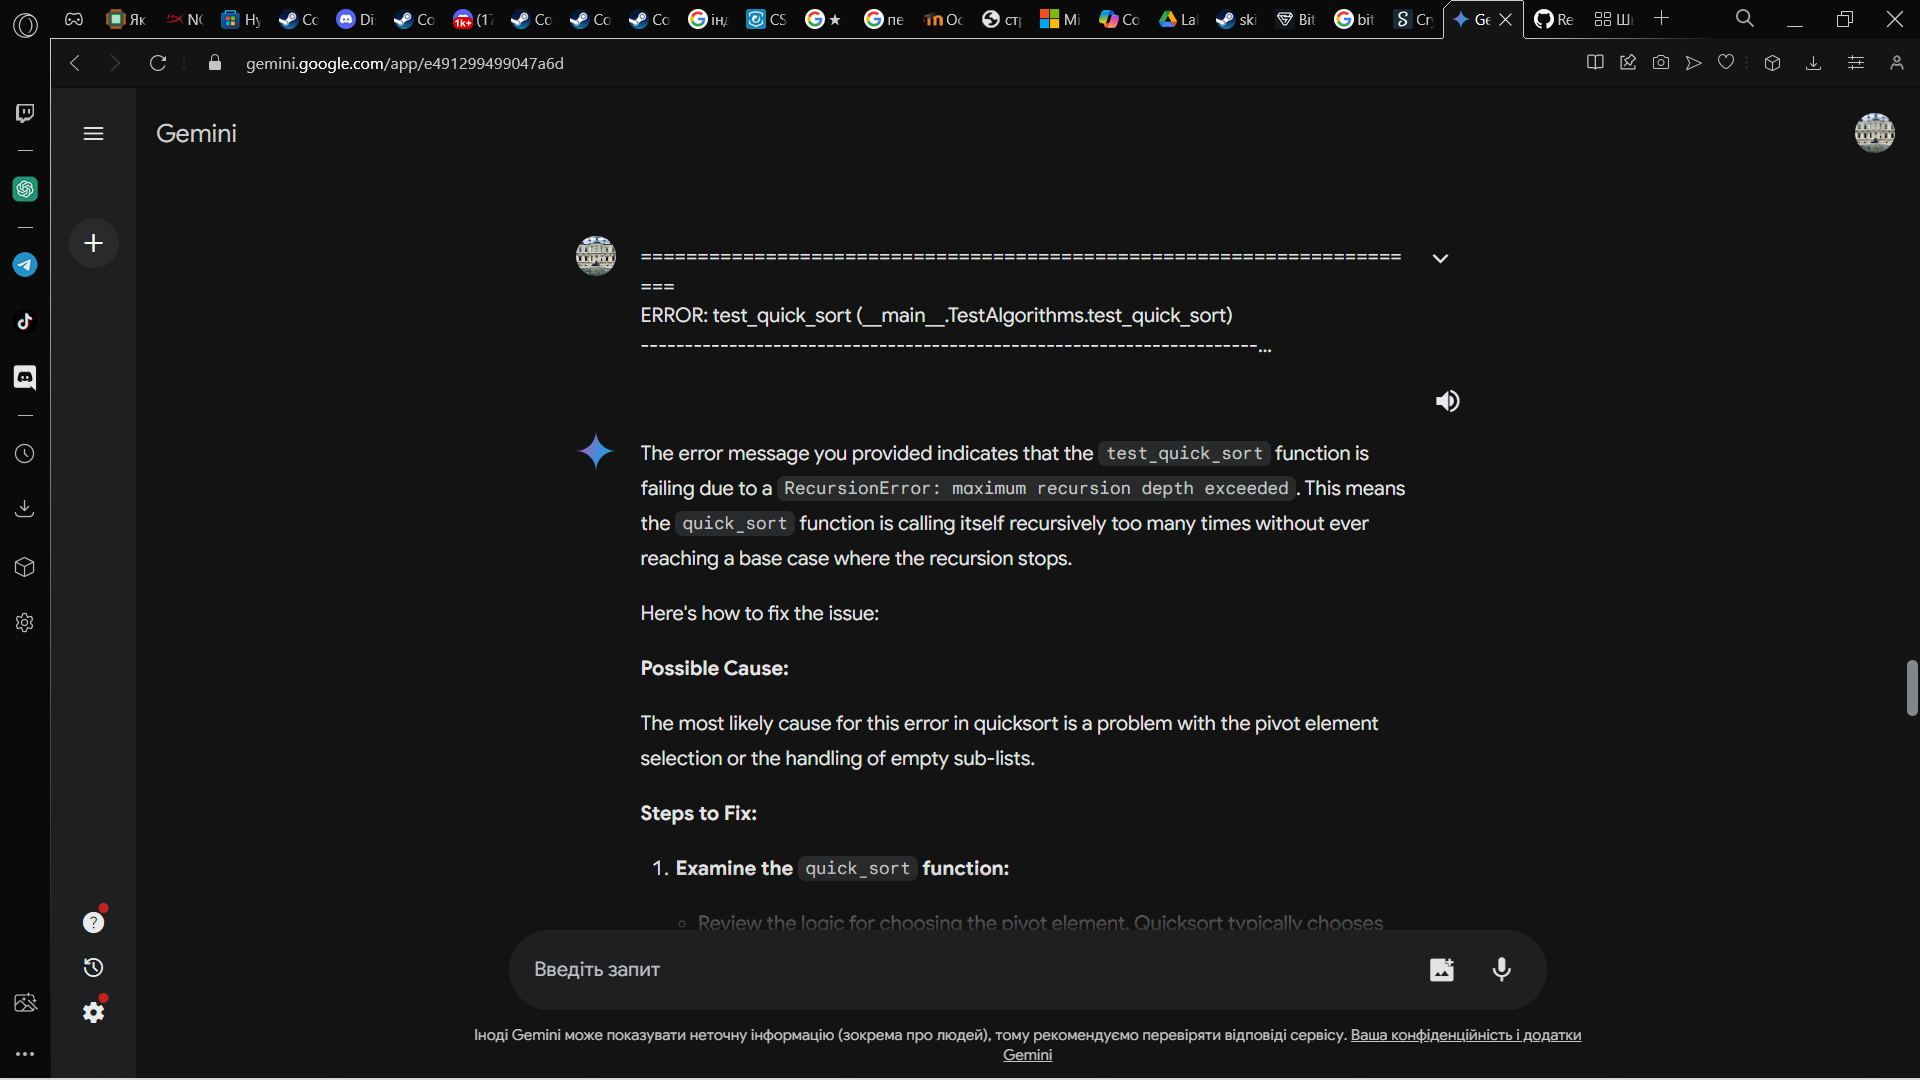 Як
NO
Ну
Co
Di
Co
(17
Co
Co
Co
інд
CS
★
пе
Ос
стр
Mi
Co
La
ski
Bit
bit
Cry
Ge
Re
Ш
gemini.google.com/app/e491299499047a6d
Gemini
===================================================================
===
ERROR: test_quick_sort (__main__.TestAlgorithms.test_quick_sort)
----------------------------------------------------------------------...
The error message you provided indicates that the test_quick_sort function is
failing due to a RecursionError: maximum recursion depth exceeded. This means
the quick_sort function is calling itself recursively too many times without ever
reaching a base case where the recursion stops.
Here's how to fix the issue:
Possible Cause:
The most likely cause for this error in quicksort is a problem with the pivot element
selection or the handling of empty sub-lists.
Steps to Fix:
1. Examine the quick_sort function:
Review the logic for choosing the pivot element. Quicksort typically chooses
Введіть запит
Іноді Gemini може показувати неточну інформацію (зокрема про людей), тому рекомендуємо перевіряти відповіді сервісу. Ваша конфіденційність і додатки
Gemini